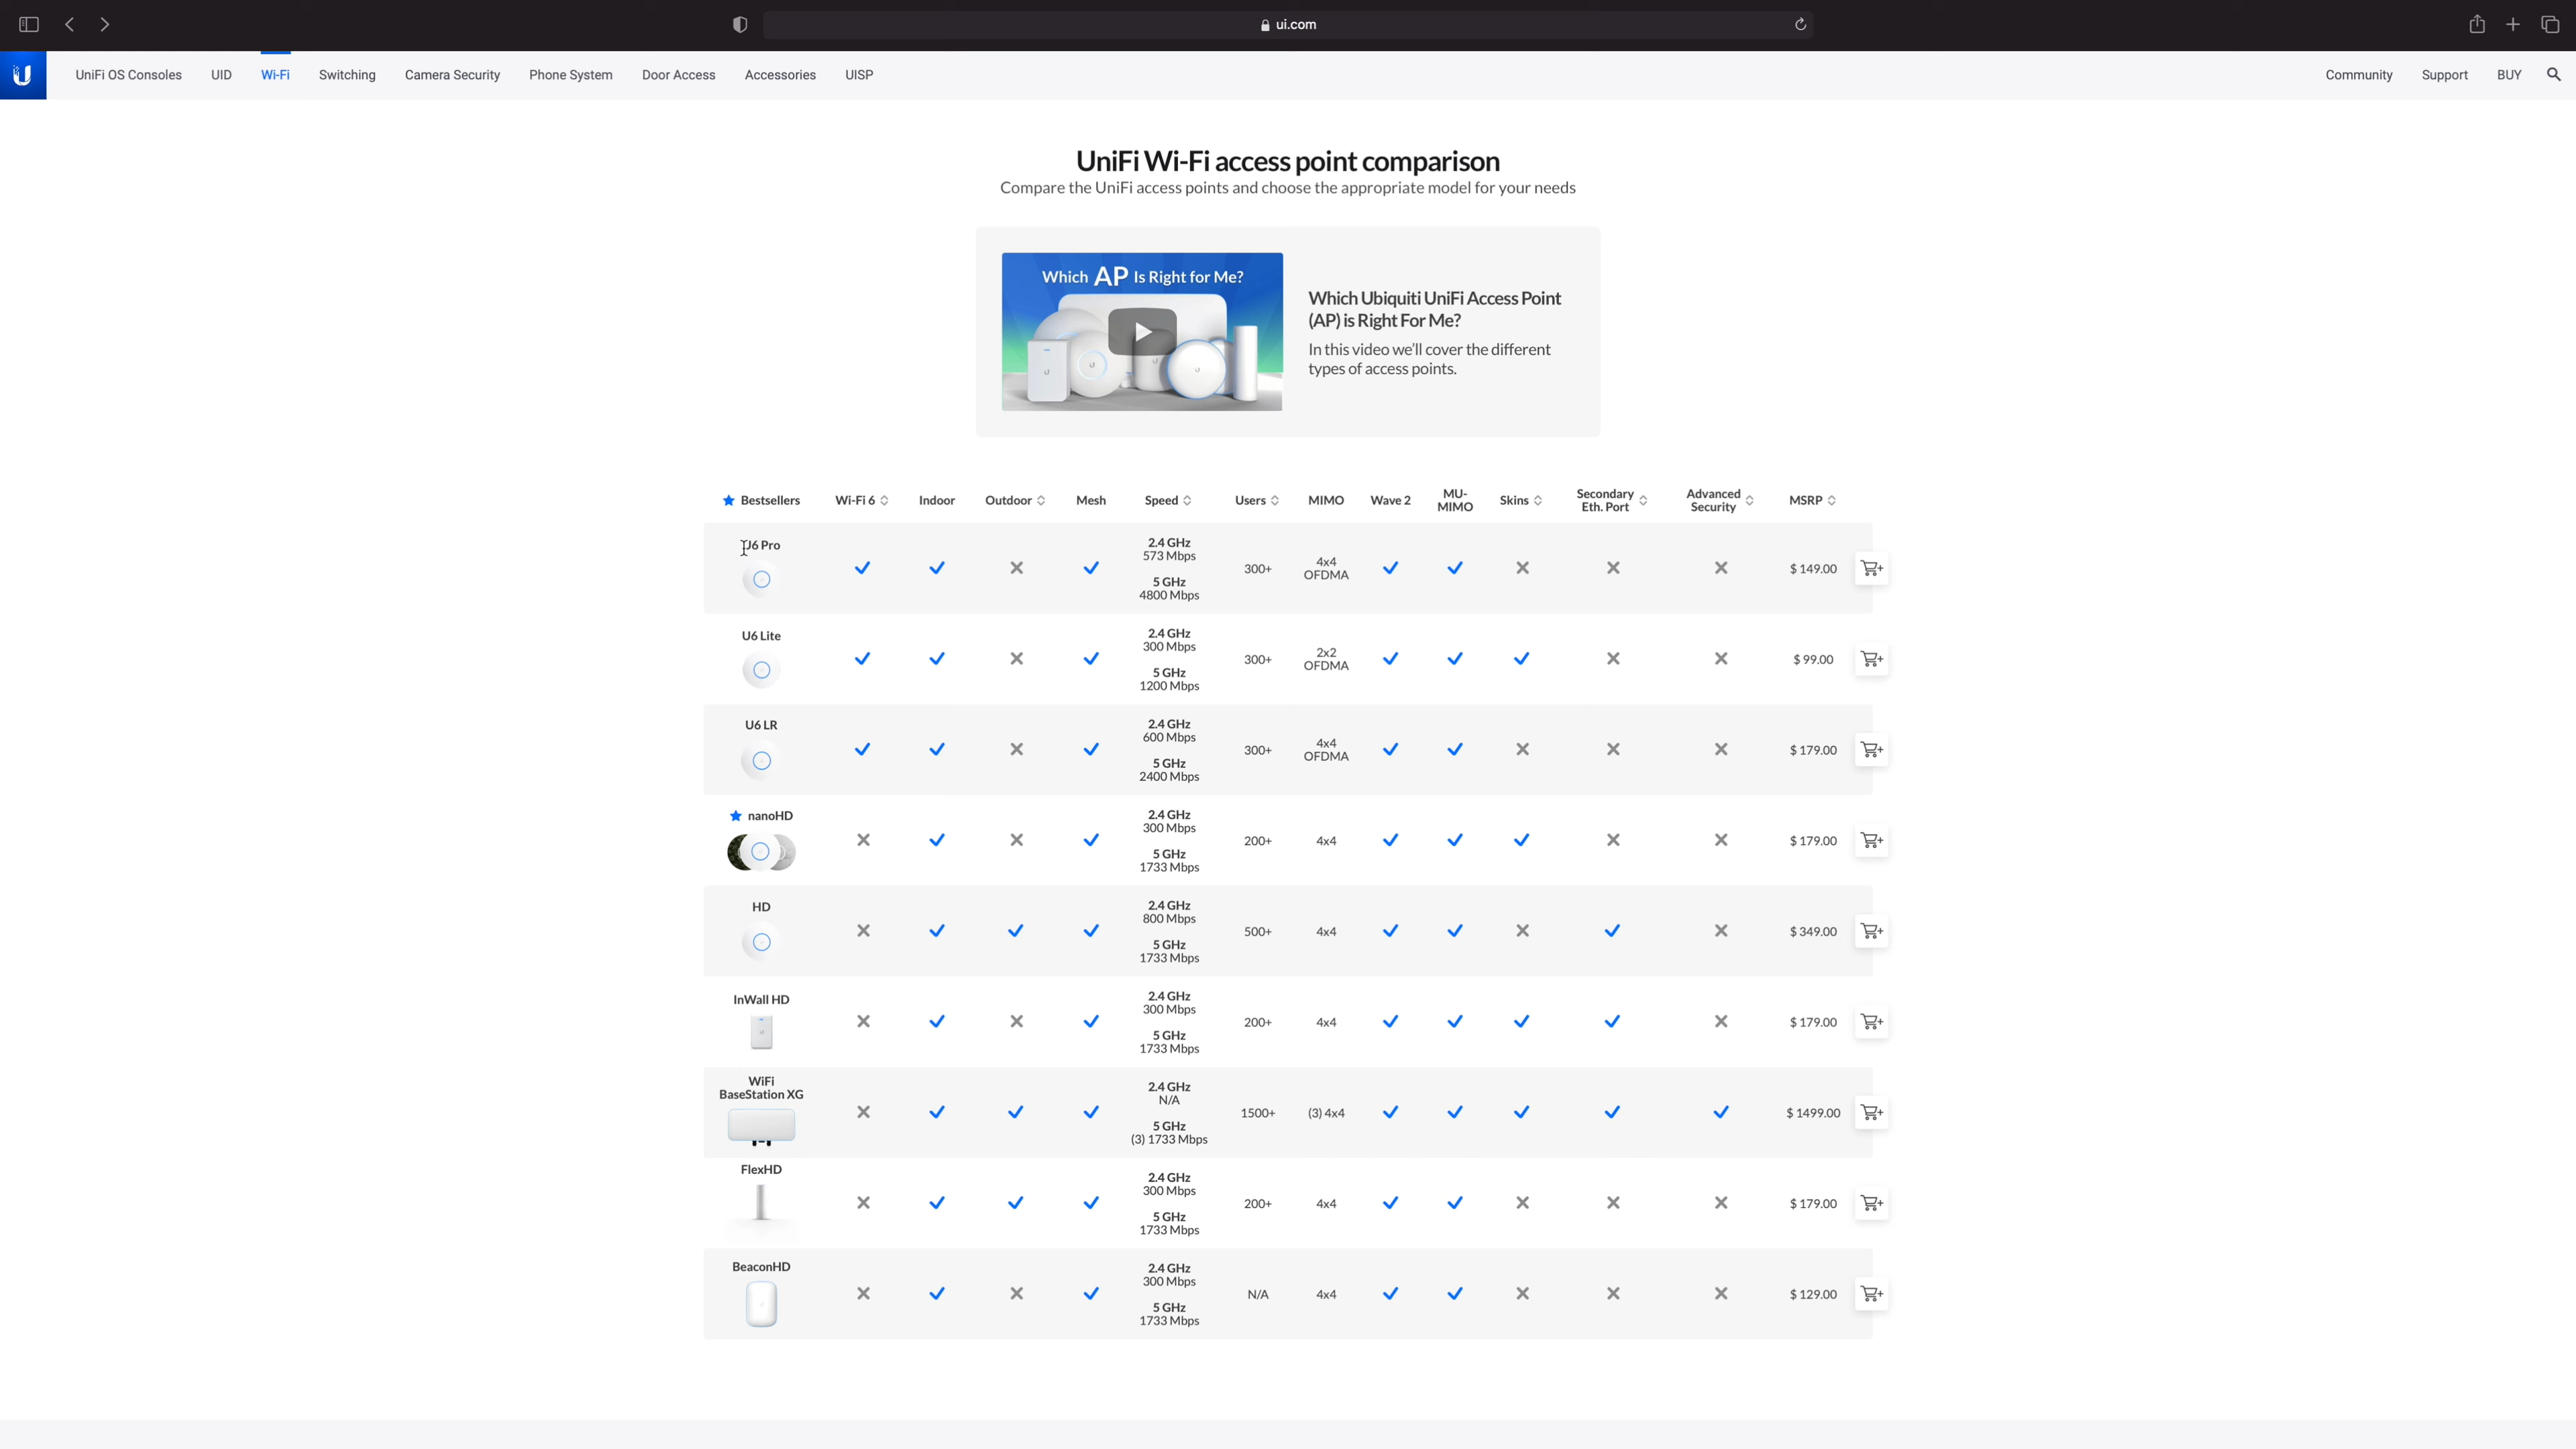 ui.com
UniFi OS Consoles UID Wi-Fi Switching Camera Security Phone System Door Access Accessories UISP Community Support BUY
UniFi Wi-Fi access point comparison
Compare the UniFi access points and choose the appropriate model for your needs
Which AP Is Right for Me?
Which Ubiquiti UniFi Access Point
(AP) is Right For Me?
In this video we'll cover the different
types of access points.
Bestsellers Wi-Fi 6 Indoor Outdoor Mesh Speed Users MIMO Wave 2 MU-
MIMO Skins Secondary
Eth. Port Advanced
Security MSRP
U6 Pro
2.4 GHz
573 Mbps
5 GHz
4800 Mbps
300+
4x4
OFDMA
$ 149.00
U6 Lite
2.4 GHz
300 Mbps
5 GHz
1200 Mbps
300+
2x2
OFDMA
$ 99.00
U6 LR
2.4 GHz
600 Mbps
5 GHz
2400 Mbps
300+
4x4
OFDMA
$ 179.00
nanoHD
2.4 GHz
300 Mbps
5 GHz
1733 Mbps
200+
4x4
$ 179.00
HD
2.4 GHz
800 Mbps
5 GHz
1733 Mbps
500+
4x4
$ 349.00
InWall HD
2.4 GHz
300 Mbps
5 GHz
1733 Mbps
200+
4x4
$ 179.00
WiFi
BaseStation XG
2.4 GHz
N/A
5 GHz
(3) 1733 Mbps
1500+
(3) 4x4
$ 1499.00
FlexHD
2.4 GHz
300 Mbps
5 GHz
1733 Mbps
200+
4x4
$ 179.00
BeaconHD
2.4 GHz
300 Mbps
5 GHz
1733 Mbps
N/A
4x4
$ 129.00